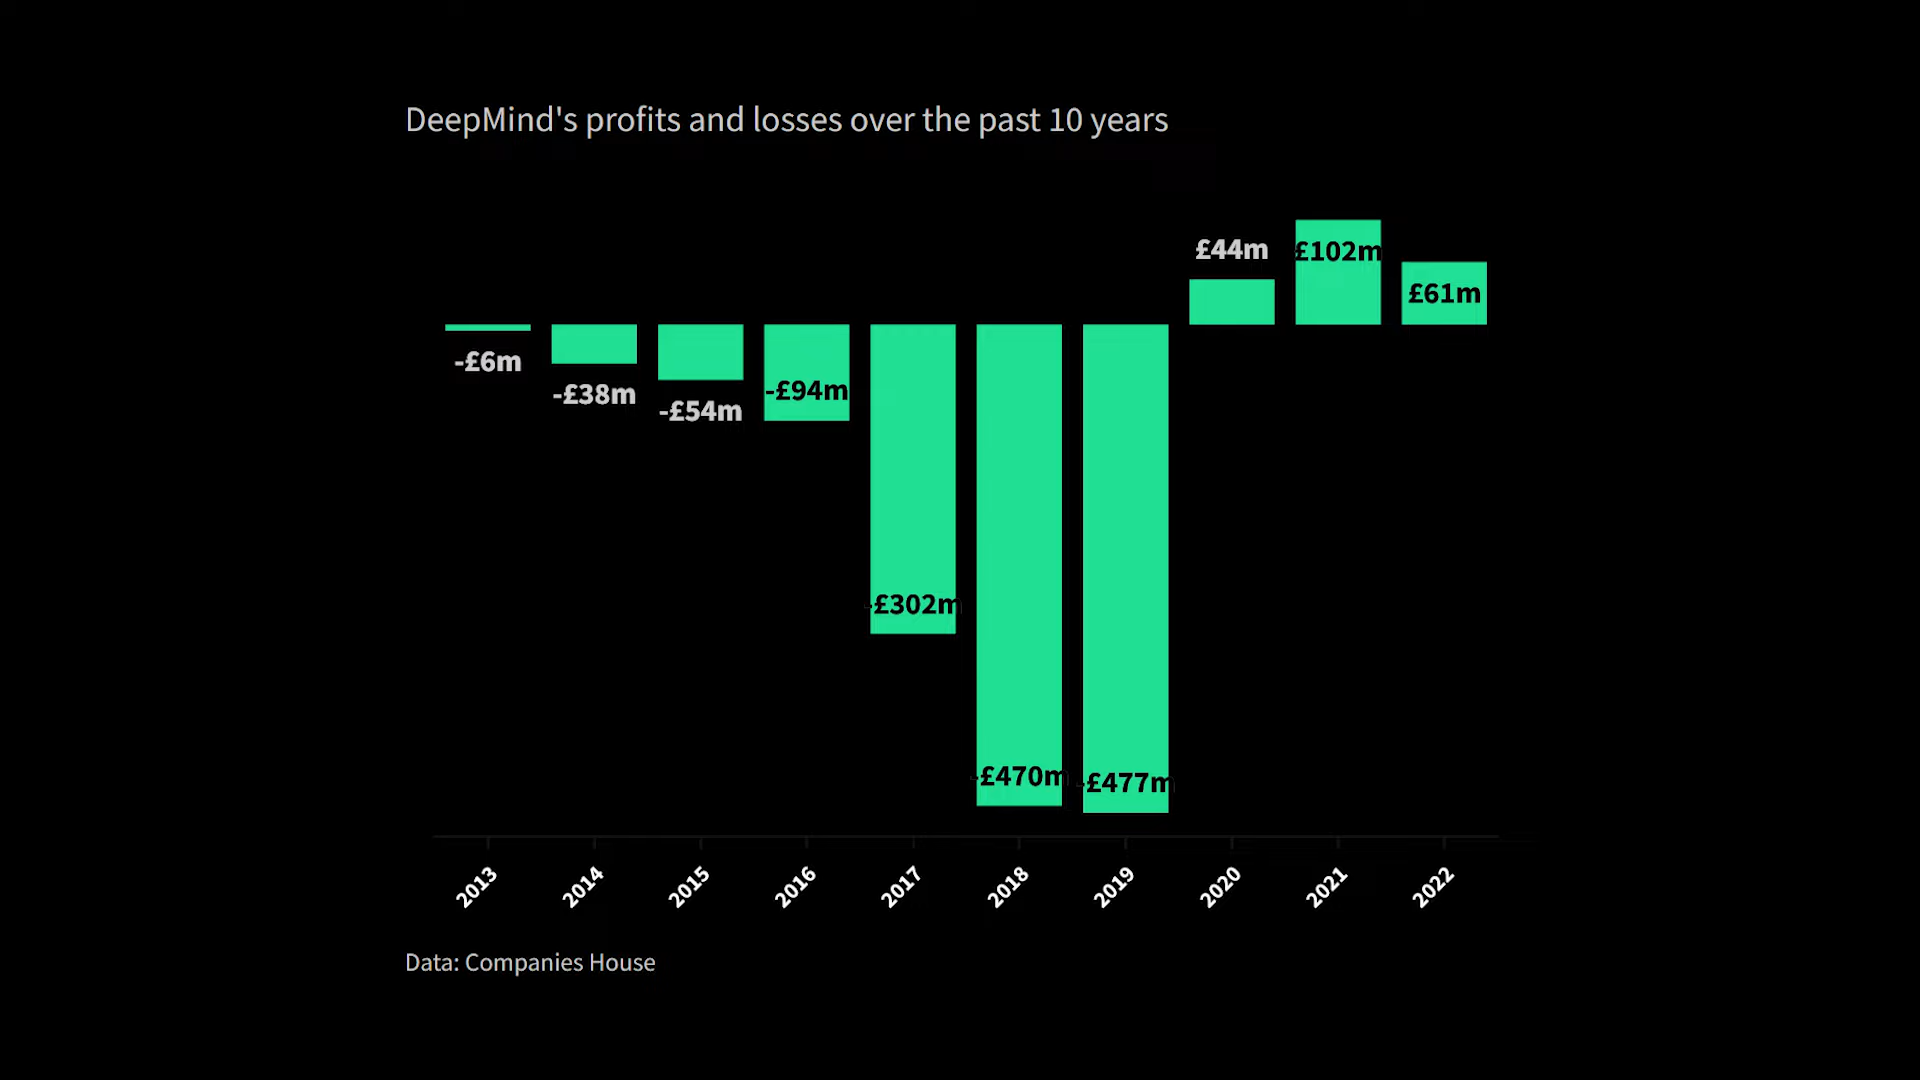 DeepMind's profits and losses over the past 10 years
£44m
£102m
£61m
-£6m
-£38m
-£54m
-£94m
-£302m
-£470m
-£477m
2013
2014
2015
2016
2017
2018
2019
2020
2021
2022
Data: Companies House